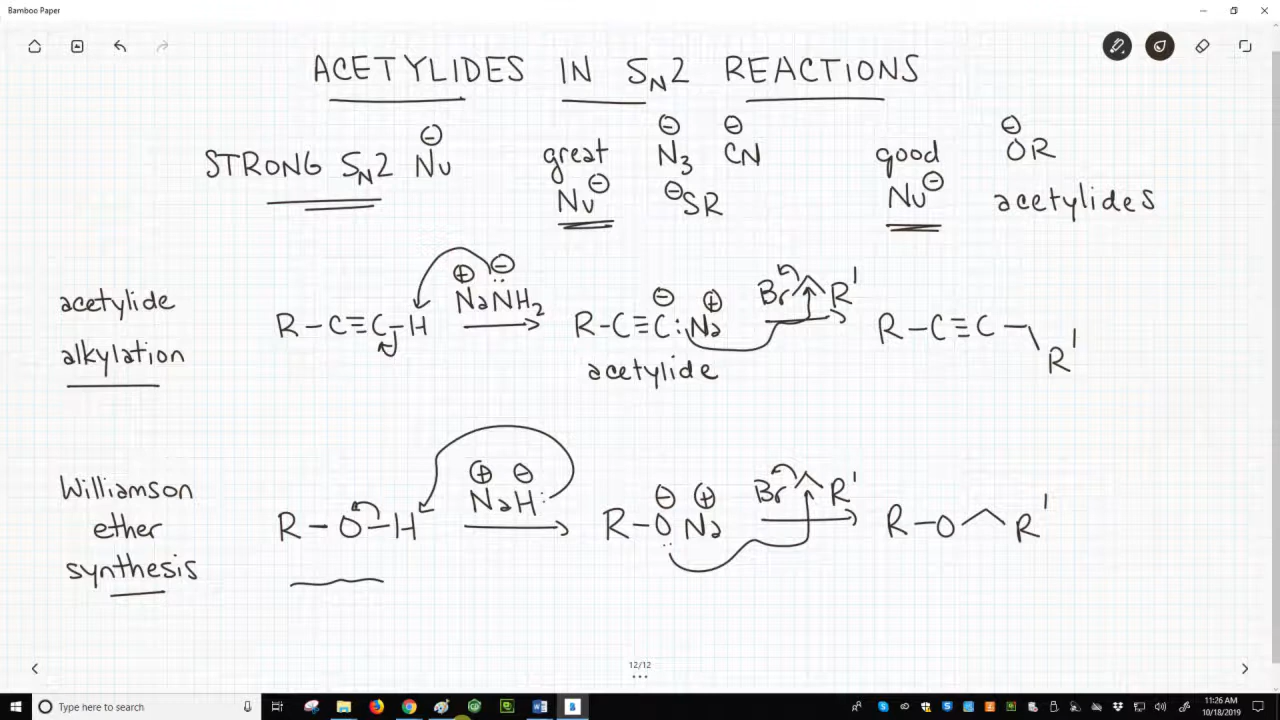 Bamboo Paper
ACETYLIDES IN SN2 REACTIONS
STRONG SN2 Nu⊖
great Nu⊖
N3⊖ CN⊖
⊖SR
good Nu⊖
⊖OR
acetylides
acetylide alkylation
R-C≡C-H
⊕NaNH2⊖
R-C≡C:⊖ Na⊕
acetylide
Br R'
R-C≡C- R'
Williamson ether synthesis
R-O-H
⊕NaH:⊖
R-O⊖ Na⊕
Br R'
R-O R'
12/12
Type here to search
11:26 AM
10/18/2019